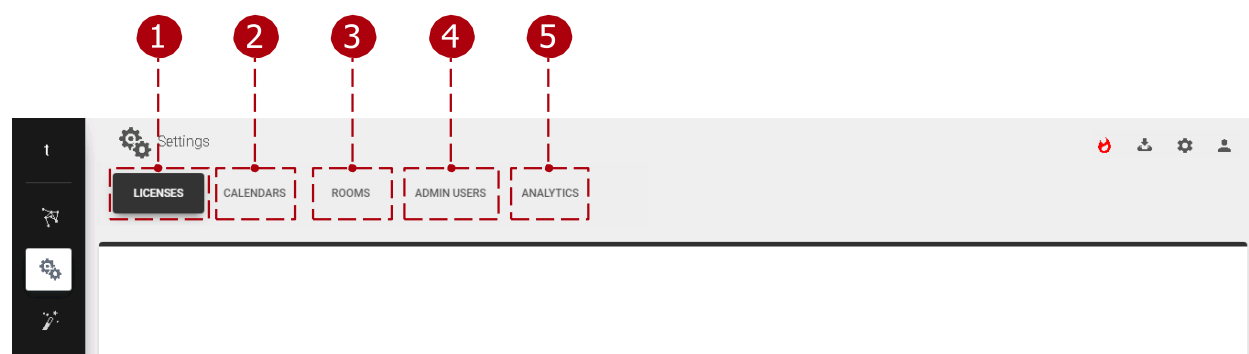 1 2 3 4 5
t
Settings
LICENSES CALENDARS ROOMS ADMIN USERS ANALYTICS